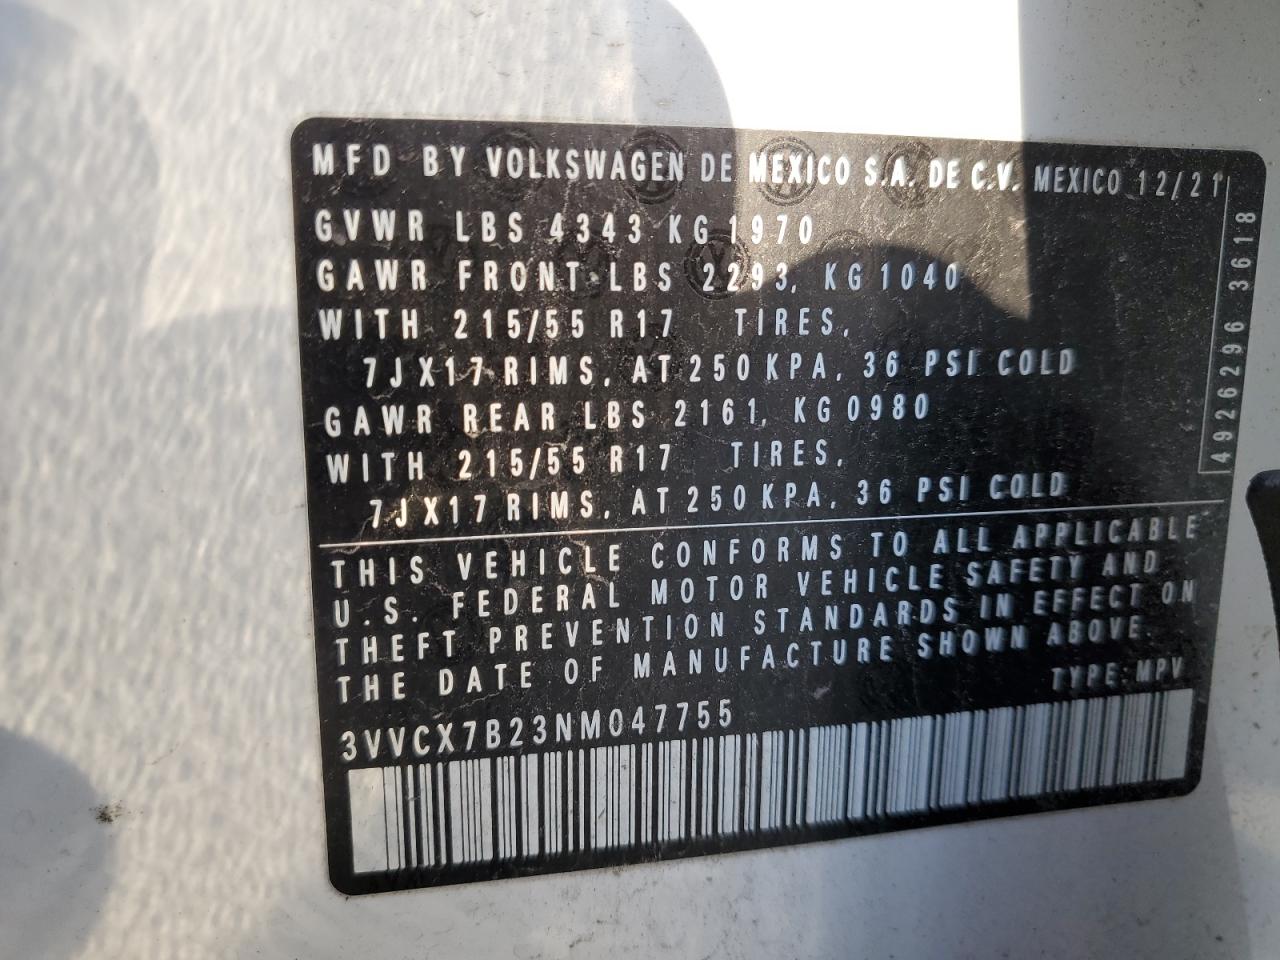 MFD BY VOLKSWAGEN DE MEXICO S.A. DE C.V. MEXICO 12/21
GVWR LBS 4343 KG 1970
GAWR FRONT LBS 2293, KG 1040
WITH 215/55 R17 TIRES,
7JX17 RIMS, AT 250 KPA, 36 PSI COLD
GAWR REAR LBS 2161, KG 0980
WITH 215/55 R17 TIRES,
7JX17 RIMS, AT 250 KPA, 36 PSI COLD
THIS VEHICLE CONFORMS TO ALL APPLICABLE
U.S. FEDERAL MOTOR VEHICLE SAFETY AND
THEFT PREVENTION STANDARDS IN EFFECT ON
THE DATE OF MANUFACTURE SHOWN ABOVE.
TYPE: MPV
3VVCX7B23NM047755
4926296 3618